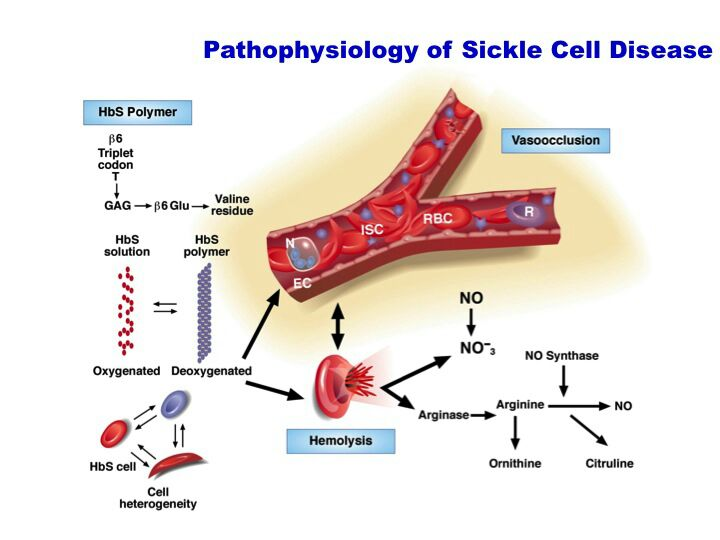 Pathophysiology of Sickle Cell Disease
HbS Polymer
β6
Triplet
codon
T
GAG
β6 Glu
Valine
residue
HbS
solution
HbS
polymer
Oxygenated
Deoxygenated
HbS cell
Cell
heterogeneity
Vasoocclusion
N
EC
ISC
RBC
R
Hemolysis
NO
NO⁻₃
NO Synthase
Arginase
Arginine
NO
Ornithine
Citruline